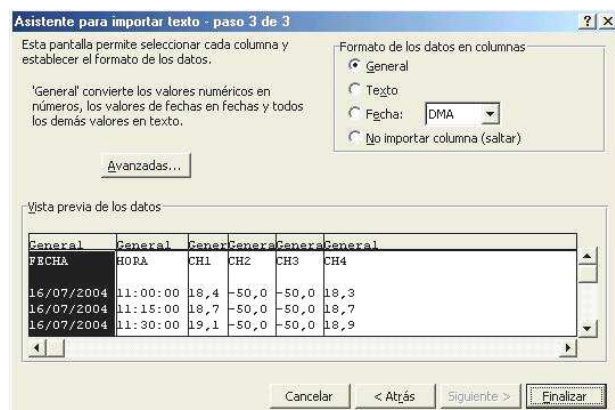 Asistente para importar texto - paso 3 de 3
Esta pantalla permite seleccionar cada columna y
establecer el formato de los datos.
'General' convierte los valores numéricos en
números, los valores de fechas en fechas y todos
los demás valores en texto.
Avanzadas...
Formato de los datos en columnas
General
Texto
Fecha: DMA
No importar columna (saltar)
Vista previa de los datos
General General GenerGeneraGeneraGeneral
FECHA HORA CH1 CH2 CH3 CH4
16/07/2004 11:00:00 18,4 -50,0 -50,0 18,3
16/07/2004 11:15:00 18,7 -50,0 -50,0 18,7
16/07/2004 11:30:00 19,1 -50,0 -50,0 18,9
Cancelar < Atrás Siguiente > Finalizar